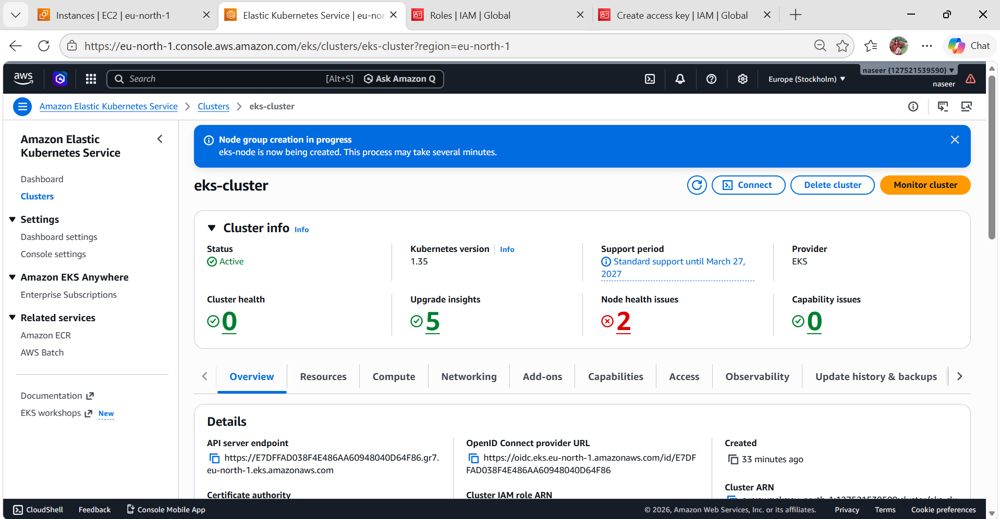 Instances | EC2 | eu-north-1
Elastic Kubernetes Service | eu-nor
Roles | IAM | Global
Create access key | IAM | Global
https://eu-north-1.console.aws.amazon.com/eks/clusters/eks-cluster?region=eu-north-1
Chat
aws
Search
[Alt+S]
Ask Amazon Q
Europe (Stockholm)
naseer (127521539590)
naseer
Amazon Elastic Kubernetes Service
Clusters
eks-cluster
Amazon Elastic
Kubernetes Service
Dashboard
Clusters
Settings
Dashboard settings
Console settings
Amazon EKS Anywhere
Enterprise Subscriptions
Related services
Amazon ECR
AWS Batch
Documentation
EKS workshops
New
Node group creation in progress
eks-node is now being created. This process may take several minutes.
eks-cluster
Connect
Delete cluster
Monitor cluster
Cluster info
Info
Status
Active
Kubernetes version
Info
1.35
Support period
Standard support until March 27,
2027
Provider
EKS
Cluster health
0
Upgrade insights
5
Node health issues
2
Capability issues
0
Overview
Resources
Compute
Networking
Add-ons
Capabilities
Access
Observability
Update history & backups
Details
API server endpoint
https://E7DFFAD038F4E486AA60948040D64F86.gr7.
eu-north-1.eks.amazonaws.com
Certificate authority
OpenID Connect provider URL
https://oidc.eks.eu-north-1.amazonaws.com/id/E7DF
FAD038F4E486AA60948040D64F86
Cluster IAM role ARN
Created
33 minutes ago
Cluster ARN
CloudShell
Feedback
Console Mobile App
© 2026, Amazon Web Services, Inc. or its affiliates.
Privacy
Terms
Cookie preferences